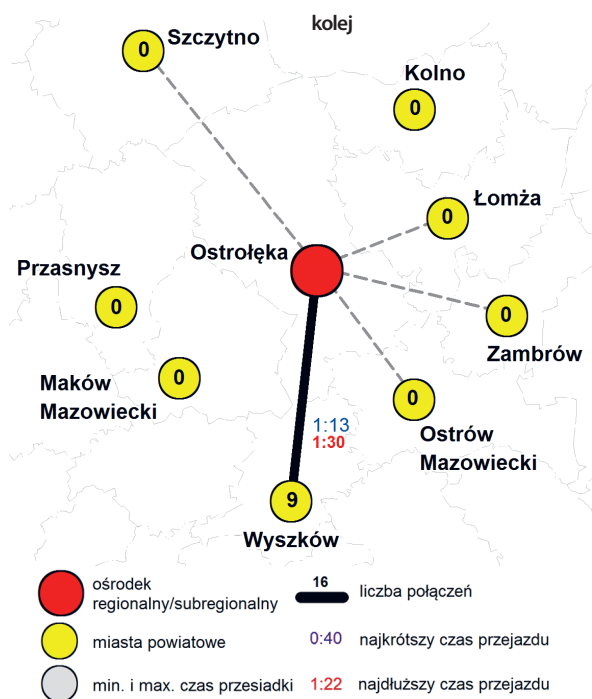 kolej
Szczytno
0
Kolno
0
Łomża
0
Ostrołęka
Przasnysz
0
0
Zambrów
Maków
Mazowiecki
0
0
Ostrów
Mazowiecki
1:13
1:30
9
Wyszków
ośrodek
regionalny/subregionalny
16
liczba połączeń
miasta powiatowe
0:40
najkrótszy czas przejazdu
min. i max. czas przesiadki
1:22
najdłuższy czas przejazdu